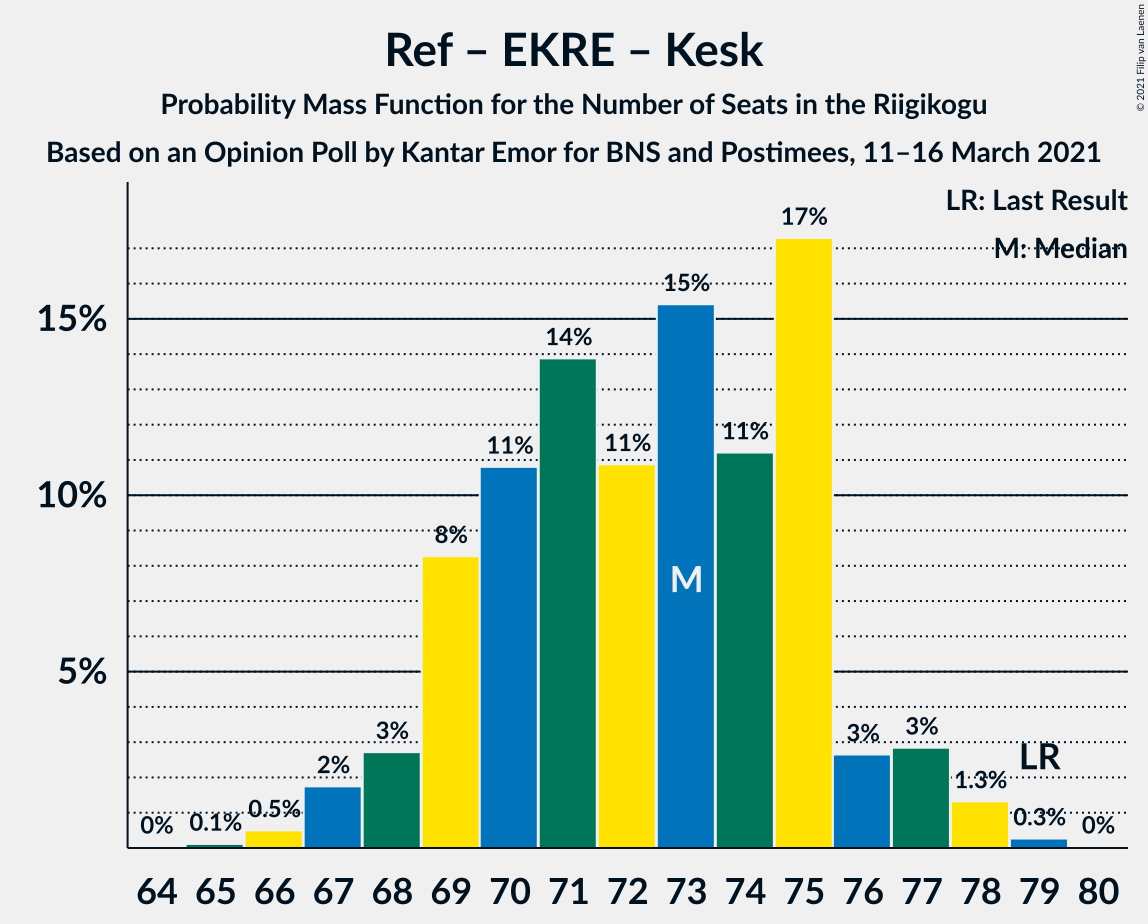 Ref – EKRE – Kesk
Probability Mass Function for the Number of Seats in the Riigikogu
Based on an Opinion Poll by Kantar Emor for BNS and Postimees, 11–16 March 2021
© 2021 Filip van Laenen
LR: Last Result
M: Median
15%
10%
5%
0%
0.1%
0.5%
2%
3%
8%
11%
14%
11%
15%
11%
17%
3%
3%
1.3%
0.3%
0%
M
LR
64 65 66 67 68 69 70 71 72 73 74 75 76 77 78 79 80